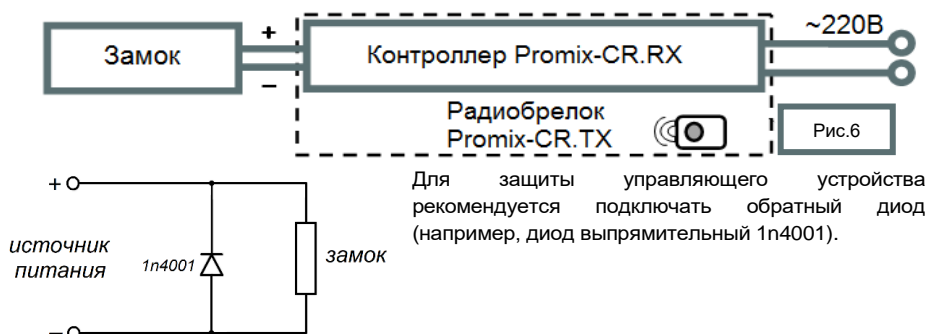 ~220В
+
Замок
Контроллер Promix-CR.RX
–
Радиобрелок
Promix-CR.TX
Рис.6
Для защиты управляющего устройства
рекомендуется подключать обратный диод
(например, диод выпрямительный 1n4001).
+
источник
питания
1n4001
замок
–